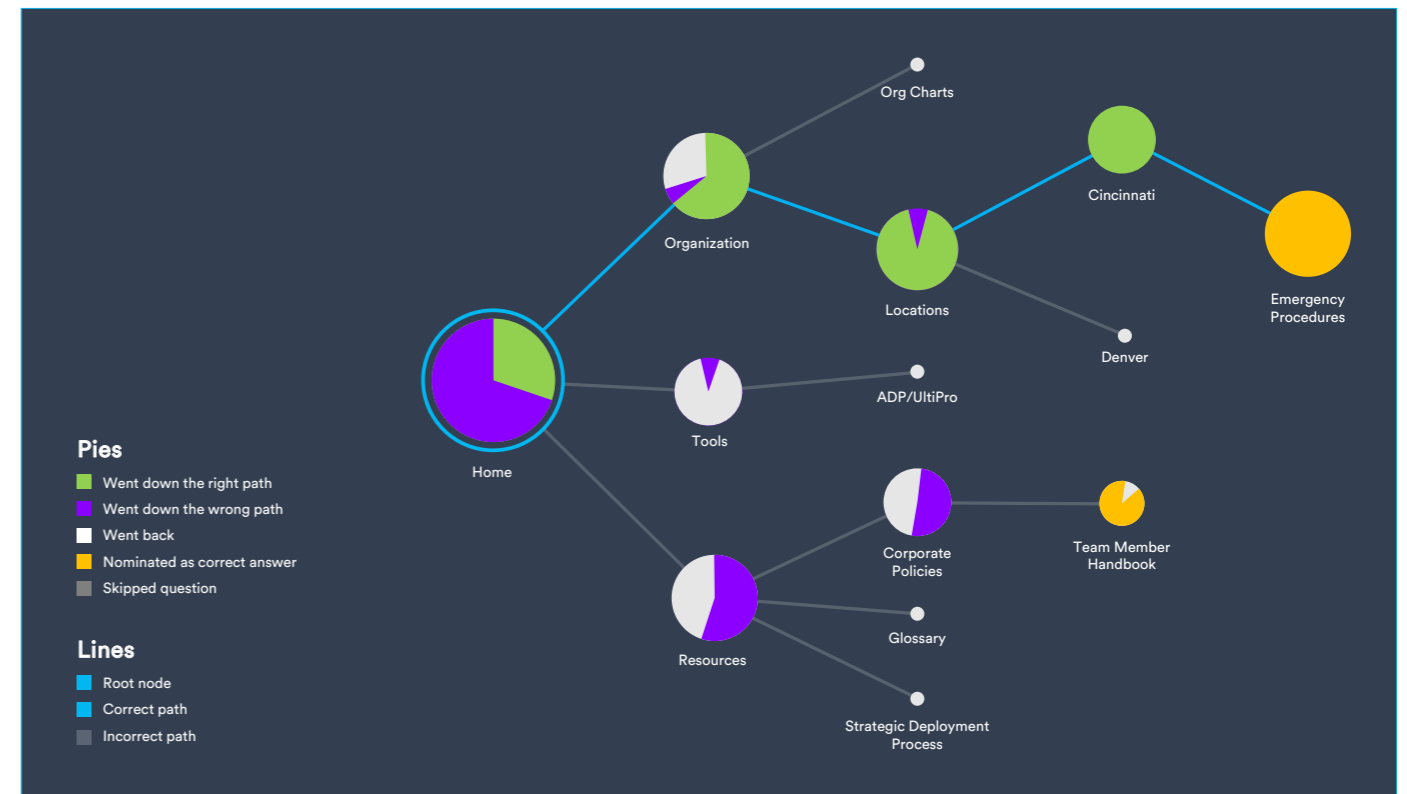 Org Charts
Cincinnati
Organization
Locations
Emergency
Procedures
Denver
ADP/UltiPro
Tools
Home
Corporate
Policies
Team Member
Handbook
Glossary
Resources
Strategic Deployment
Process
Pies
Went down the right path
Went down the wrong path
Went back
Nominated as correct answer
Skipped question
Lines
Root node
Correct path
Incorrect path